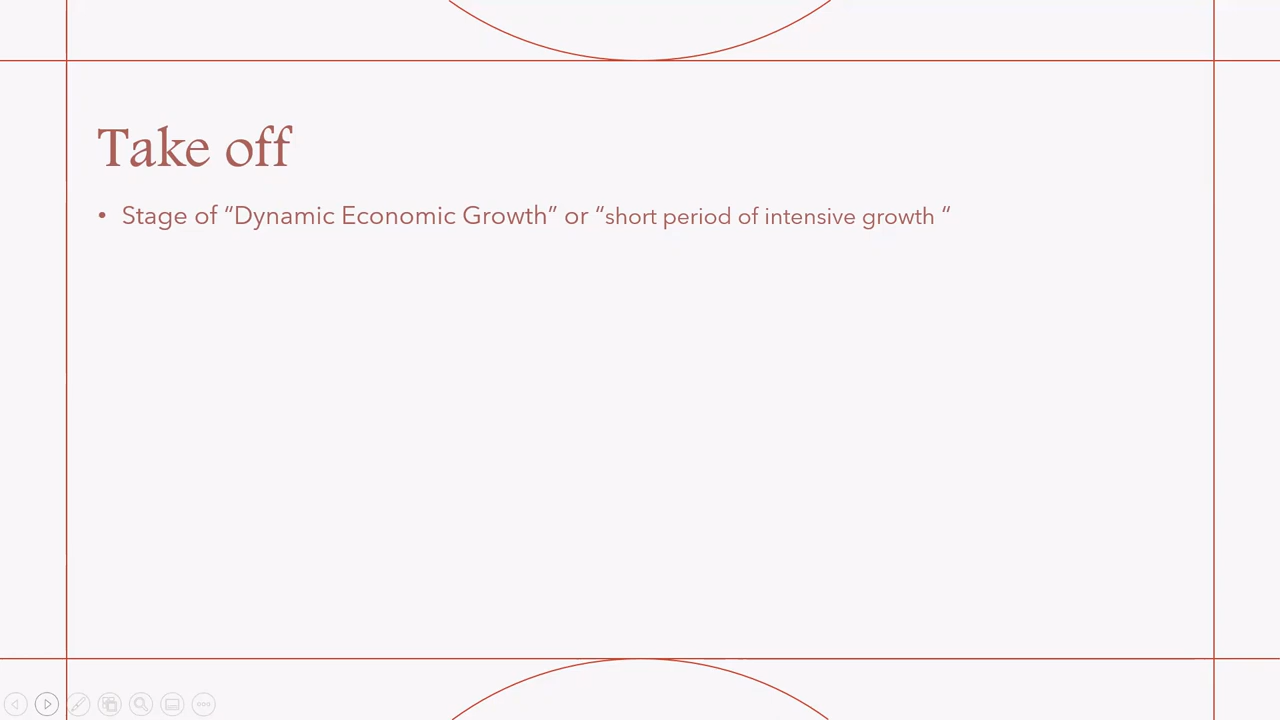 Take off
• Stage of “Dynamic Economic Growth” or “short period of intensive growth “